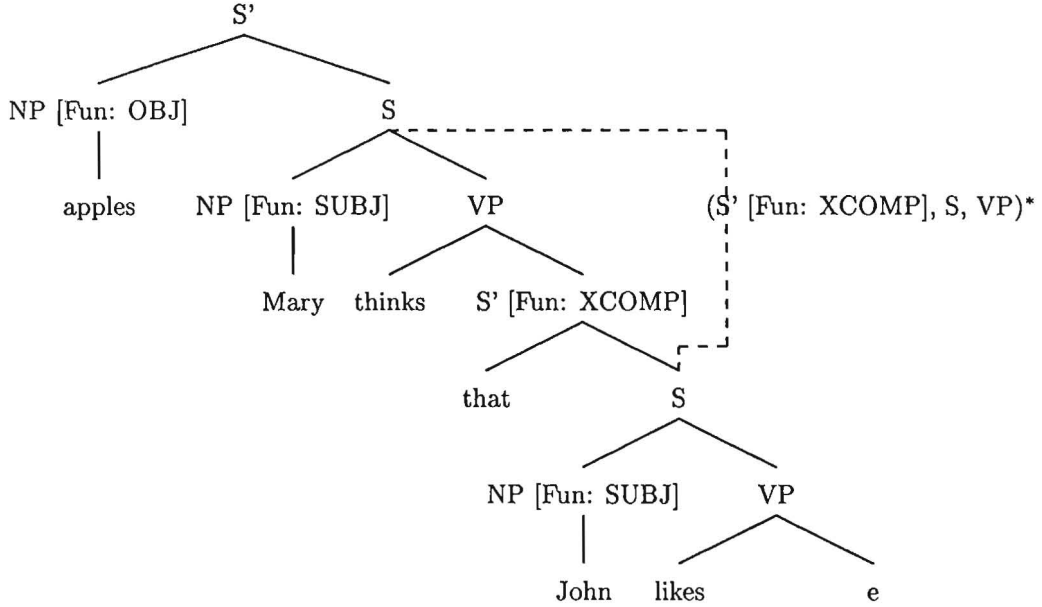 S'
NP [Fun: OBJ] S
apples NP [Fun: SUBJ] VP (S' [Fun: XCOMP], S, VP)*
Mary thinks S' [Fun: XCOMP]
that S
NP [Fun: SUBJ] VP
John likes e